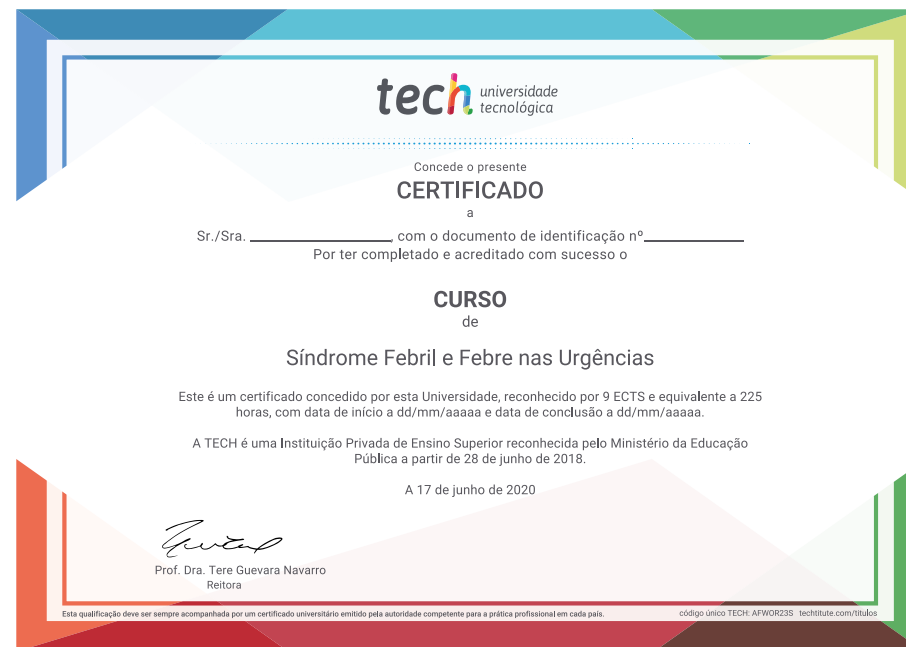 tech universidade
tecnológica
Concede o presente
CERTIFICADO
a
Sr./Sra. ____________________, com o documento de identificação nº______________
Por ter completado e acreditado com sucesso o
CURSO
de
Síndrome Febril e Febre nas Urgências
Este é um certificado concedido por esta Universidade, reconhecido por 9 ECTS e equivalente a 225
horas, com data de início a dd/mm/aaaaa e data de conclusão a dd/mm/aaaaa.
A TECH é uma Instituição Privada de Ensino Superior reconhecida pelo Ministério da Educação
Pública a partir de 28 de junho de 2018.
A 17 de junho de 2020
Prof. Dra. Tere Guevara Navarro
Reitora
Esta qualificação deve ser sempre acompanhada por um certificado universitário emitido pela autoridade competente para a prática profissional em cada país. código único TECH: AFWOR23S techtitute.com/titulos